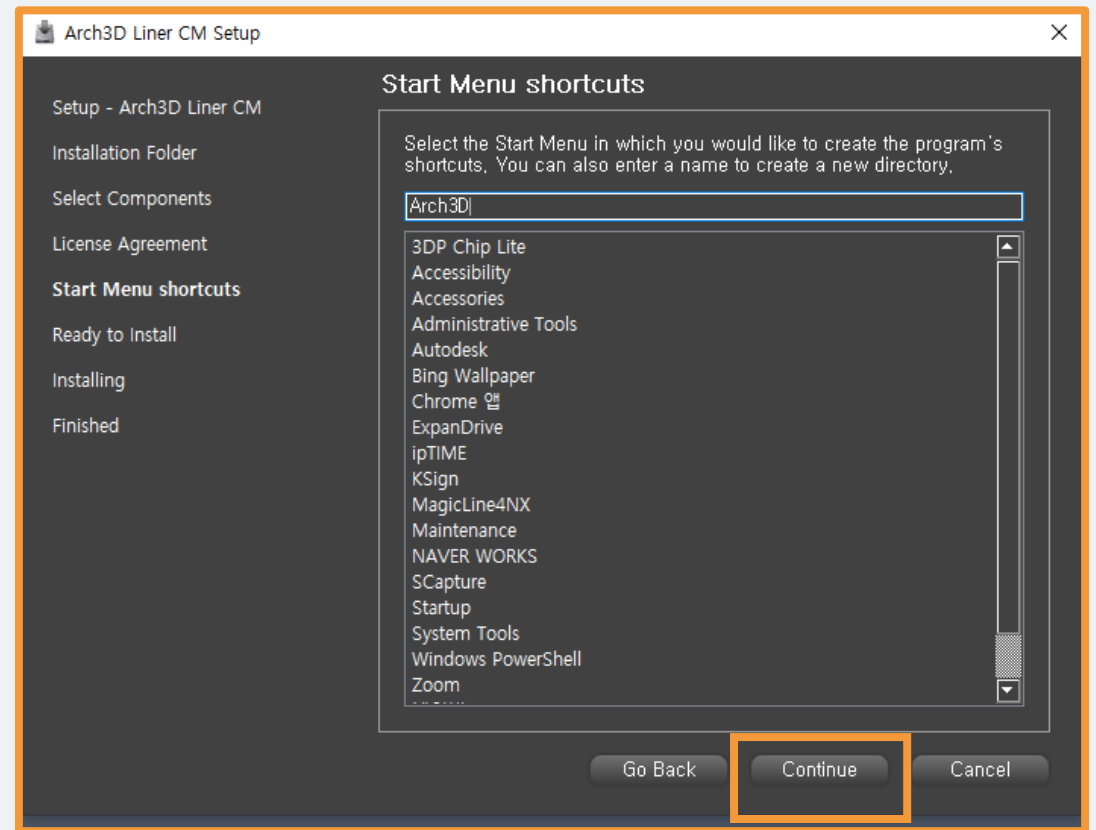 Arch3D Liner CM Setup
Setup - Arch3D Liner CM
Installation Folder
Select Components
License Agreement
Start Menu shortcuts
Ready to Install
Installing
Finished
Start Menu shortcuts
Select the Start Menu in which you would like to create the program's
shortcuts, You can also enter a name to create a new directory,
Arch3D
3DP Chip Lite
Accessibility
Accessories
Administrative Tools
Autodesk
Bing Wallpaper
Chrome 앱
ExpanDrive
ipTIME
KSign
MagicLine4NX
Maintenance
NAVER WORKS
SCapture
Startup
System Tools
Windows PowerShell
Zoom
Go Back
Continue
Cancel